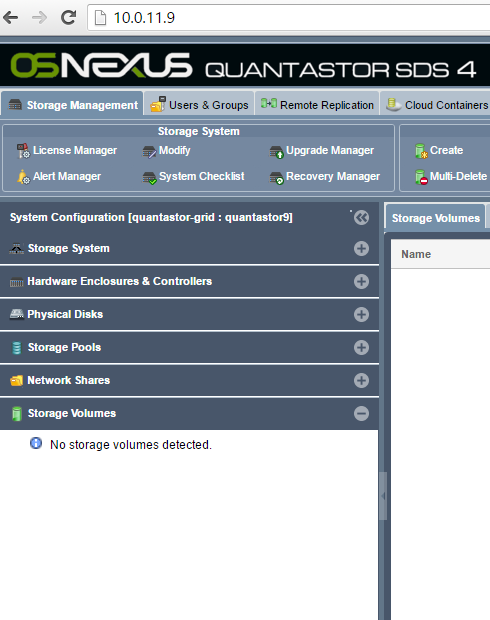 10.0.11.9
OSNEXUS QUANTASTOR SDS 4
Storage Management Users & Groups Remote Replication Cloud Containers
Storage System
License Manager Modify Upgrade Manager Create
Alert Manager System Checklist Recovery Manager Multi-Delete
System Configuration [quantastor-grid : quantastor9] Storage Volumes
Storage System
Name
Hardware Enclosures & Controllers
Physical Disks
Storage Pools
Network Shares
Storage Volumes
No storage volumes detected.